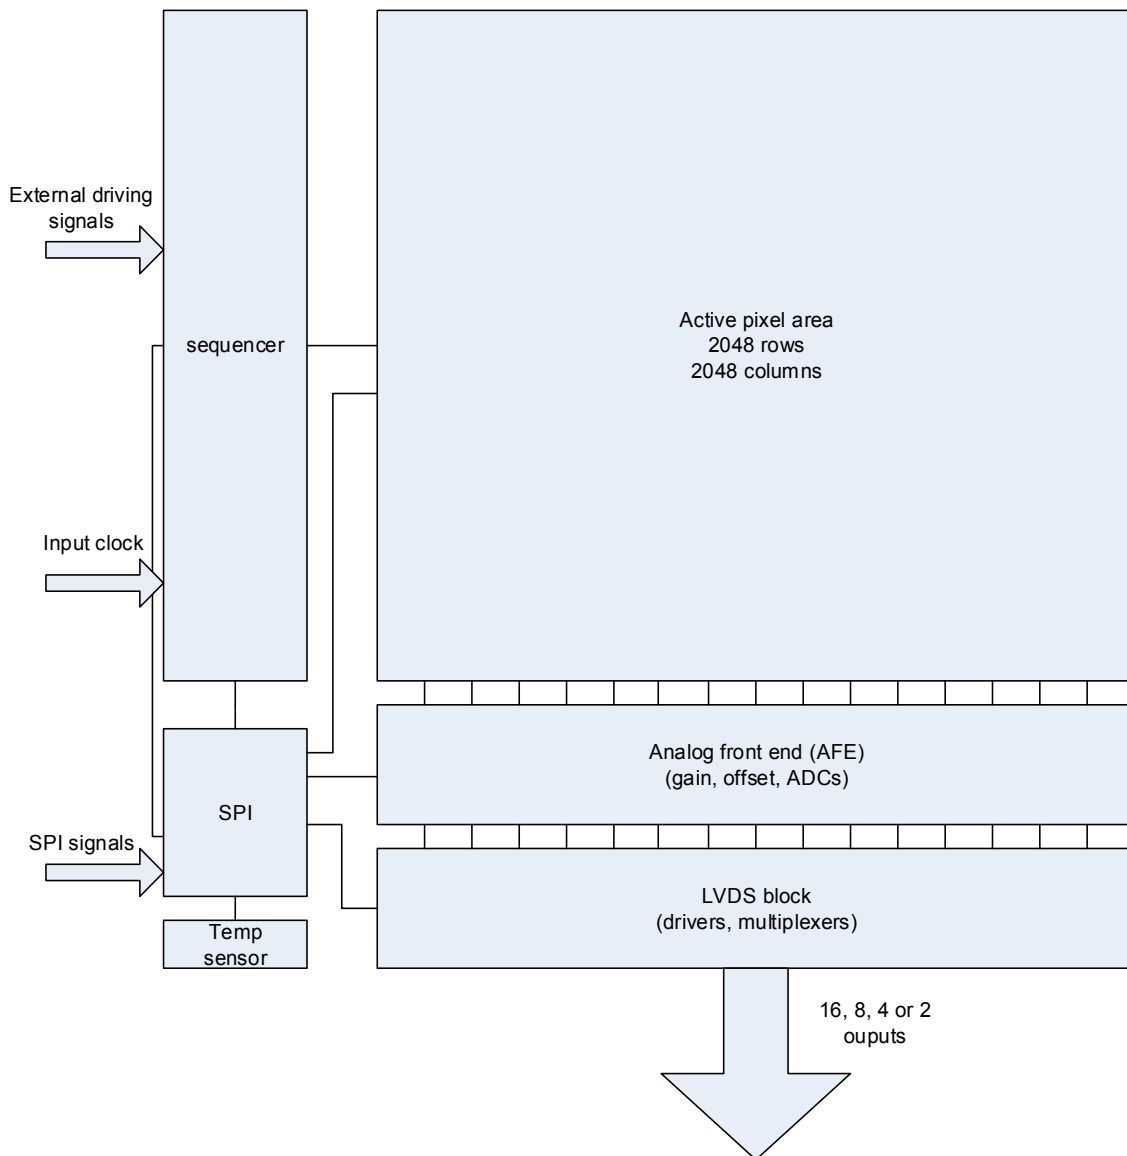 External driving
signals
sequencer
Active pixel area
2048 rows
2048 columns
Input clock
Analog front end (AFE)
(gain, offset, ADCs)
SPI
SPI signals
LVDS block
(drivers, multiplexers)
Temp
sensor
16, 8, 4 or 2
ouputs